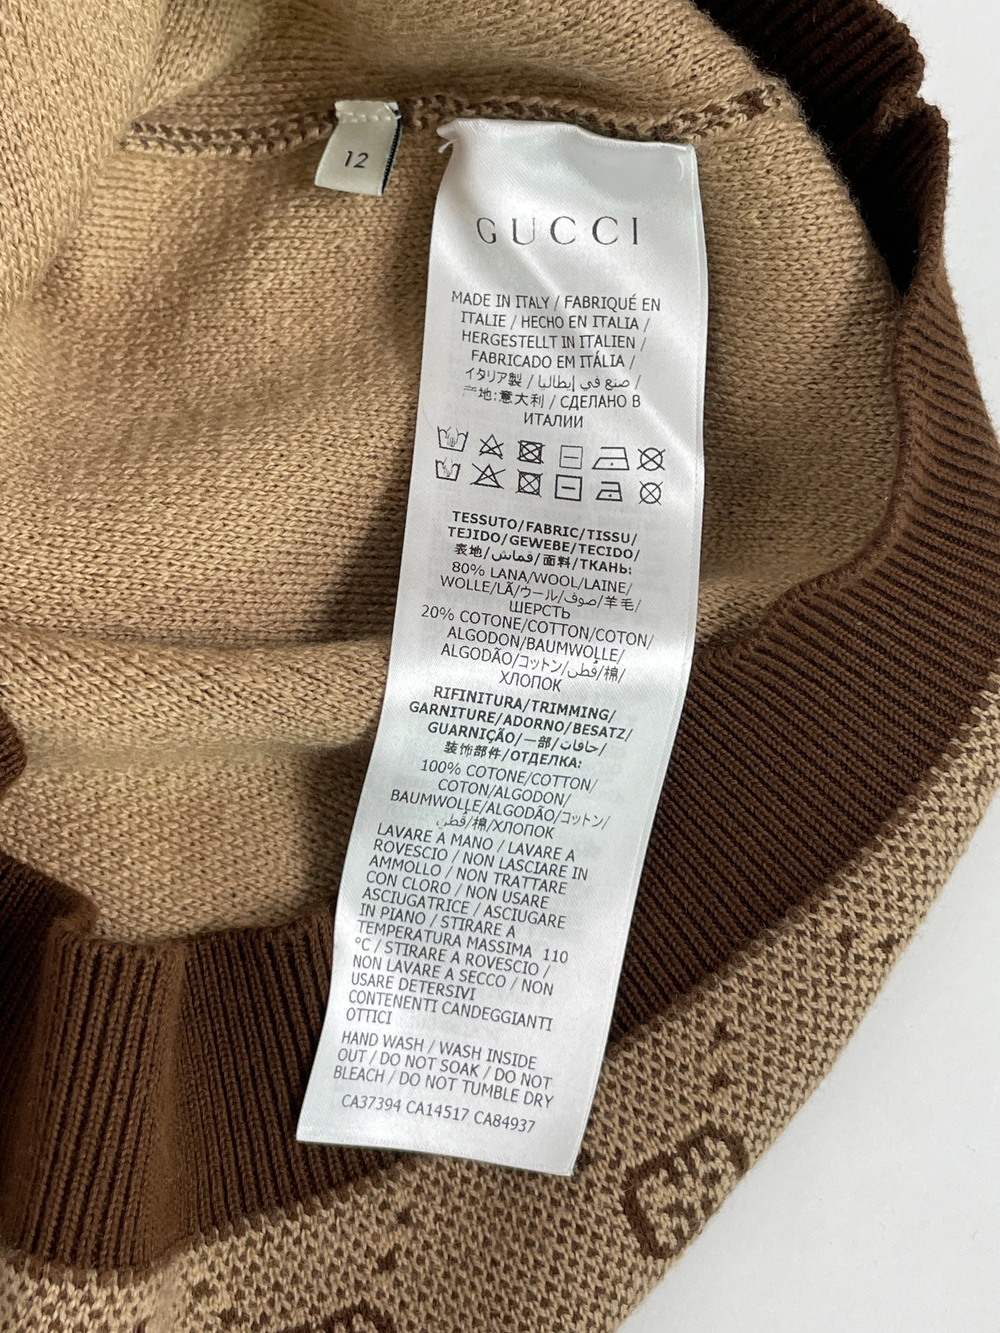 12
GUCCI
MADE IN ITALY / FABRIQUÉ EN
ITALIE / HECHO EN ITALIA /
HERGESTELLT IN ITALIEN /
FABRICADO EM ITÁLIA /
イタリア製 / صنع في إيطاليا /
产地:意大利 / СДЕЛАНО В
ИТАЛИИ
TESSUTO/FABRIC/TISSU/
TEJIDO/GEWEBE/TECIDO/
表地/قماش/面料/ТКАНЬ:
80% LANA/WOOL/LAINE/
WOLLE/LÃ/ウール/صوف/羊毛/
ШЕРСТЬ
20% COTONE/COTTON/COTON/
ALGODON/BAUMWOLLE/
ALGODÃO/コットン/قطن/棉/
ХЛОПОК
RIFINITURA/TRIMMING/
GARNITURE/ADORNO/BESATZ/
GUARNIÇÃO/一部/حافات/
装饰部件/ОТДЕЛКА:
100% COTONE/COTTON/
COTON/ALGODON/
BAUMWOLLE/ALGODÃO/コットン/
قطن/棉/ХЛОПОК
LAVARE A MANO / LAVARE A
ROVESCIO / NON LASCIARE IN
AMMOLLO / NON TRATTARE
CON CLORO / NON USARE
ASCIUGATRICE / ASCIUGARE
IN PIANO / STIRARE A
TEMPERATURA MASSIMA 110
°C / STIRARE A ROVESCIO /
NON LAVARE A SECCO / NON
USARE DETERSIVI
CONTENENTI CANDEGGIANTI
OTTICI
HAND WASH / WASH INSIDE
OUT / DO NOT SOAK / DO NOT
BLEACH / DO NOT TUMBLE DRY
CA37394 CA14517 CA84937